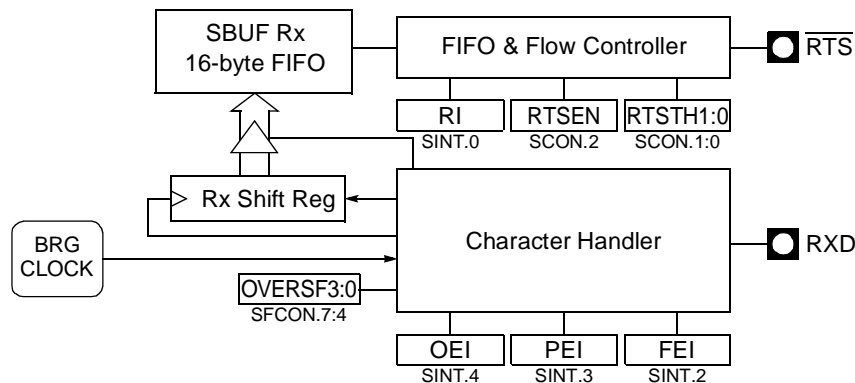 SBUF Rx
16-byte FIFO
FIFO & Flow Controller
RTS
RI
RTSEN
RTSTH1:0
SINT.0
SCON.2
SCON.1:0
Rx Shift Reg
Character Handler
RXD
BRG
CLOCK
OVERSF3:0
SFCON.7:4
OEI
PEI
FEI
SINT.4
SINT.3
SINT.2